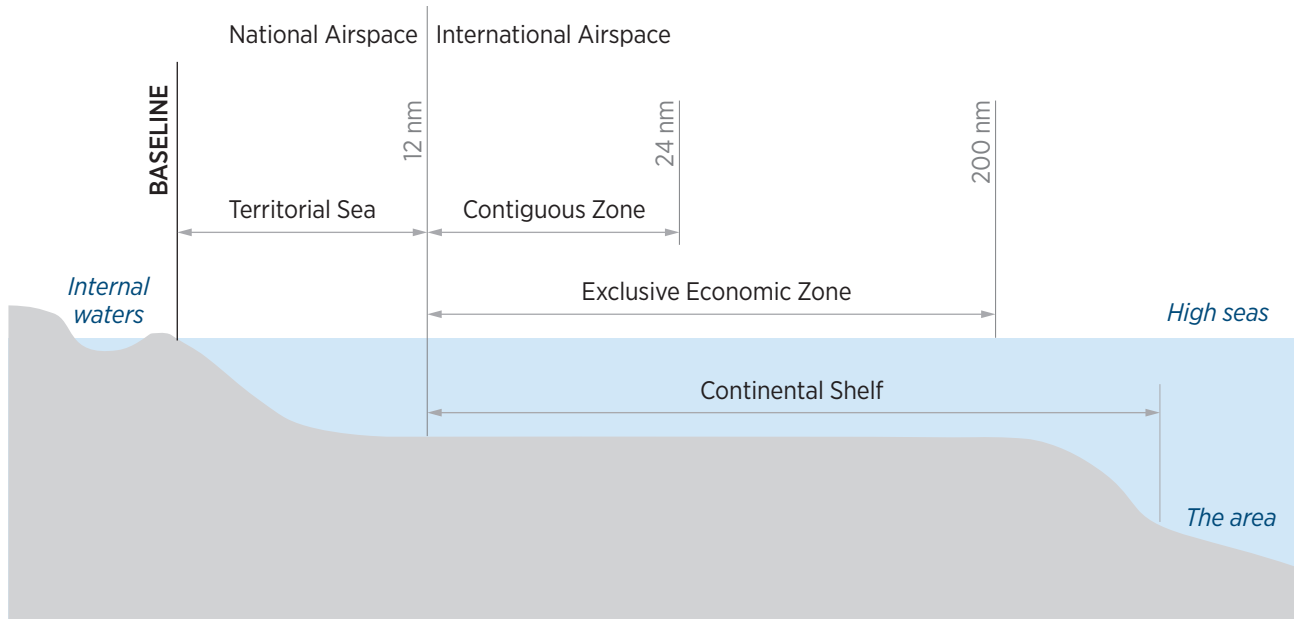 National Airspace
International Airspace
BASELINE
12 nm
24 nm
200 nm
Territorial Sea
Contiguous Zone
Internal
waters
Exclusive Economic Zone
High seas
Continental Shelf
The area